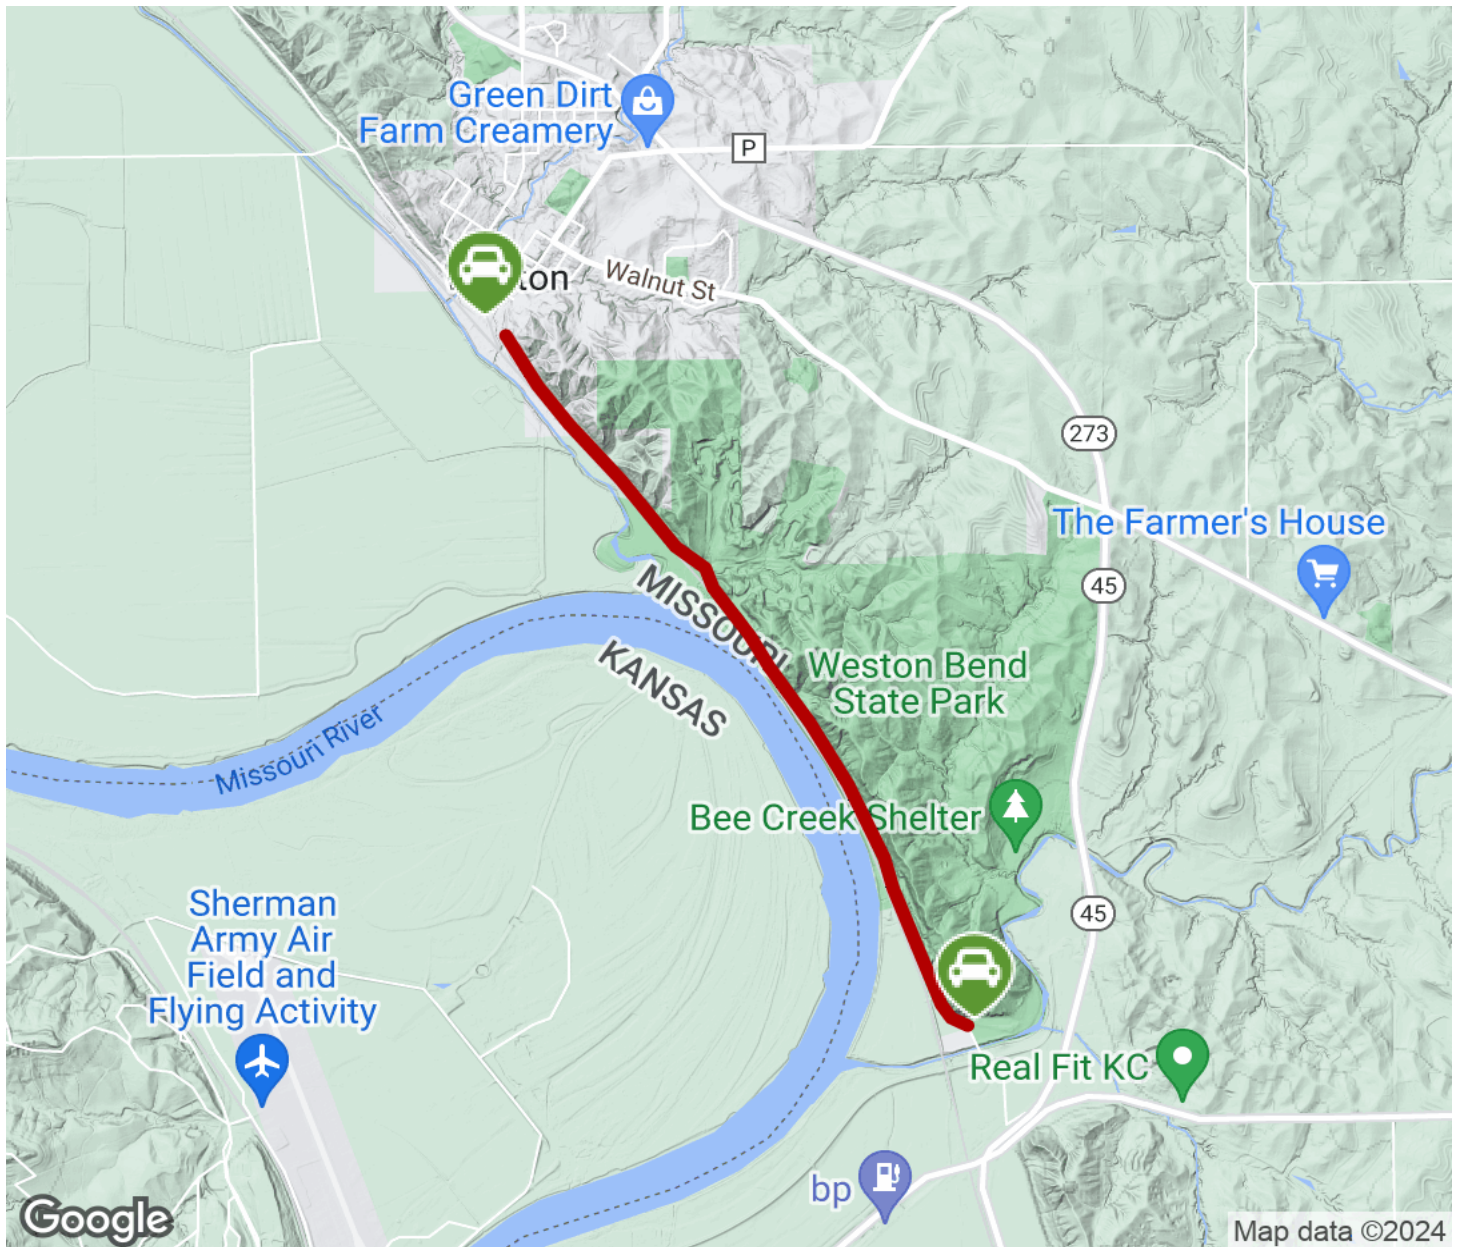 Green Dirt
Farm Creamery
P
ton
Walnut St
273
The Farmer's House
45
MISSOURI
KANSAS
Weston Bend
State Park
Missouri River
Bee Creek Shelter
45
Sherman
Army Air
Field and
Flying Activity
Real Fit KC
bp
Google
Map data ©2024